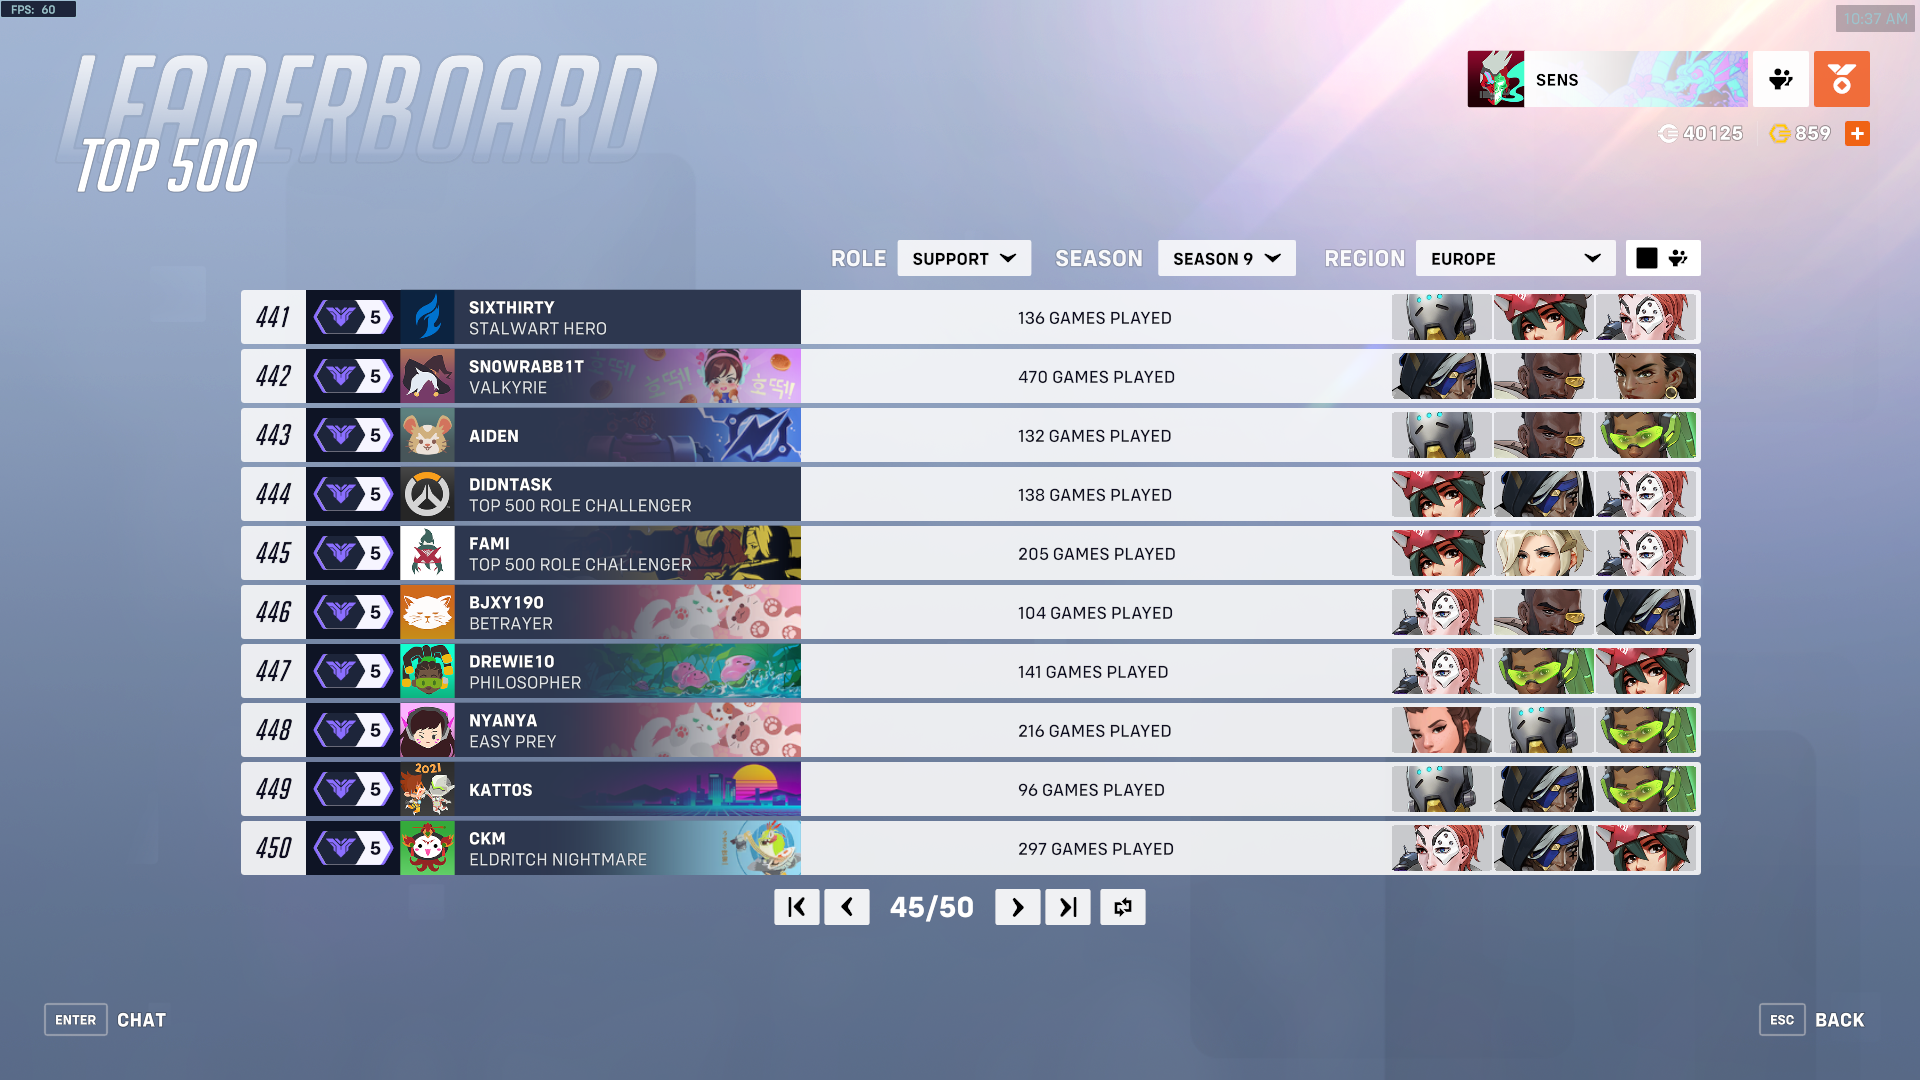 FPS: 60
10:37 AM
LEADERBOARD
TOP 500
SENS
40125 859
ROLE SUPPORT SEASON SEASON 9 REGION EUROPE
441 5 SIXTHIRTY 136 GAMES PLAYED
STALWART HERO
442 5 SN0WRABB1T 470 GAMES PLAYED
VALKYRIE
호떡! 호떡!
443 5 AIDEN 132 GAMES PLAYED
444 5 DIDNTASK 138 GAMES PLAYED
TOP 500 ROLE CHALLENGER
445 5 FAMI 205 GAMES PLAYED
TOP 500 ROLE CHALLENGER
446 5 BJXY190 104 GAMES PLAYED
BETRAYER
447 5 DREWIE10 141 GAMES PLAYED
PHILOSOPHER
448 5 NYANYA 216 GAMES PLAYED
EASY PREY
449 5 2021 KATTOS 96 GAMES PLAYED
450 5 CKM 297 GAMES PLAYED
ELDRITCH NIGHTMARE
45/50
ENTER CHAT
ESC BACK